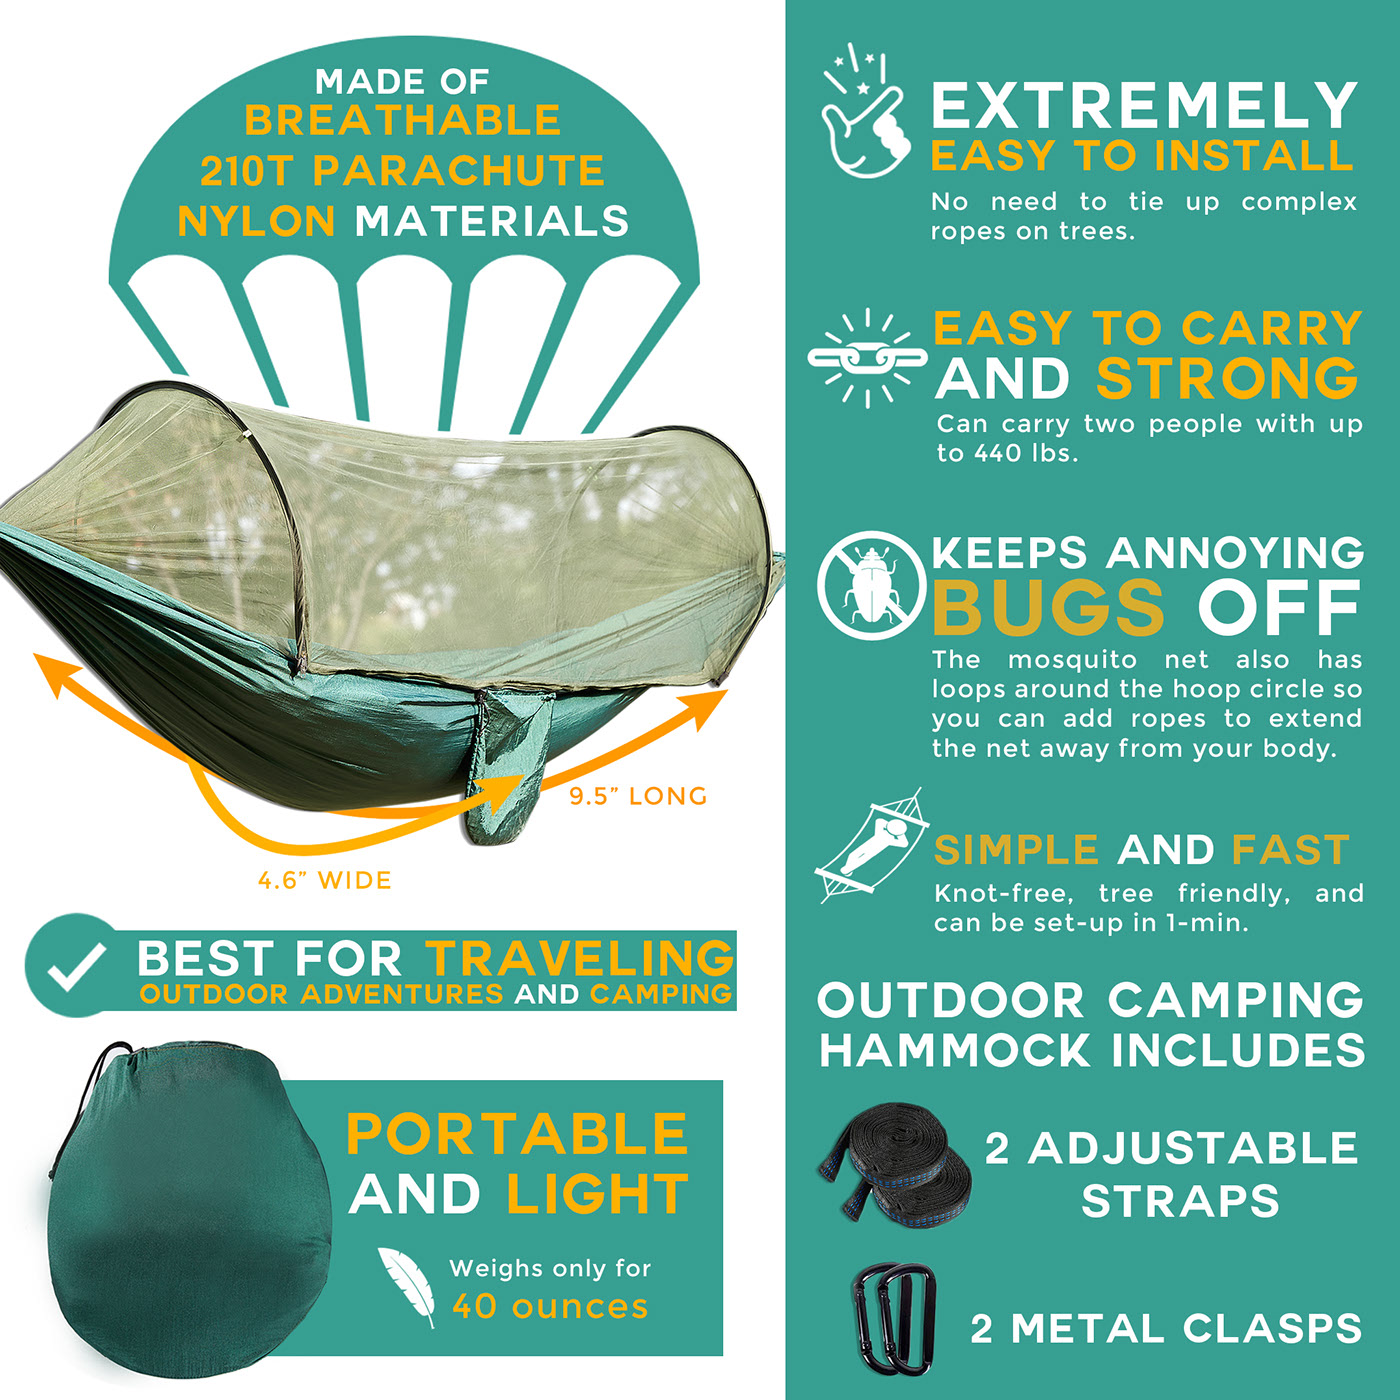 MADE OF
BREATHABLE
210T PARACHUTE
NYLON MATERIALS
9.5” LONG
4.6” WIDE
BEST FOR TRAVELING
OUTDOOR ADVENTURES AND CAMPING
PORTABLE
AND LIGHT
Weighs only for
40 ounces
EXTREMELY
EASY TO INSTALL
No need to tie up complex
ropes on trees.
EASY TO CARRY
AND STRONG
Can carry two people with up
to 440 lbs.
KEEPS ANNOYING
BUGS OFF
The mosquito net also has
loops around the hoop circle so
you can add ropes to extend
the net away from your body.
SIMPLE AND FAST
Knot-free, tree friendly, and
can be set-up in 1-min.
OUTDOOR CAMPING
HAMMOCK INCLUDES
2 ADJUSTABLE
STRAPS
2 METAL CLASPS